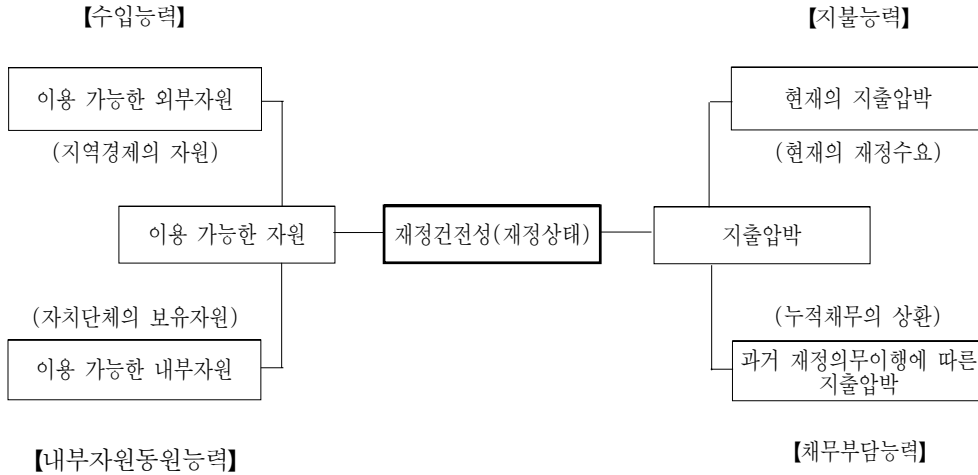 【수입능력】
【지불능력】
이용 가능한 외부자원
현재의 지출압박
(지역경제의 자원)
(현재의 재정수요)
이용 가능한 자원
재정건전성(재정상태)
지출압박
(자치단체의 보유자원)
(누적채무의 상환)
이용 가능한 내부자원
과거 재정의무이행에 따른
지출압박
【내부자원동원능력】
【채무부담능력】